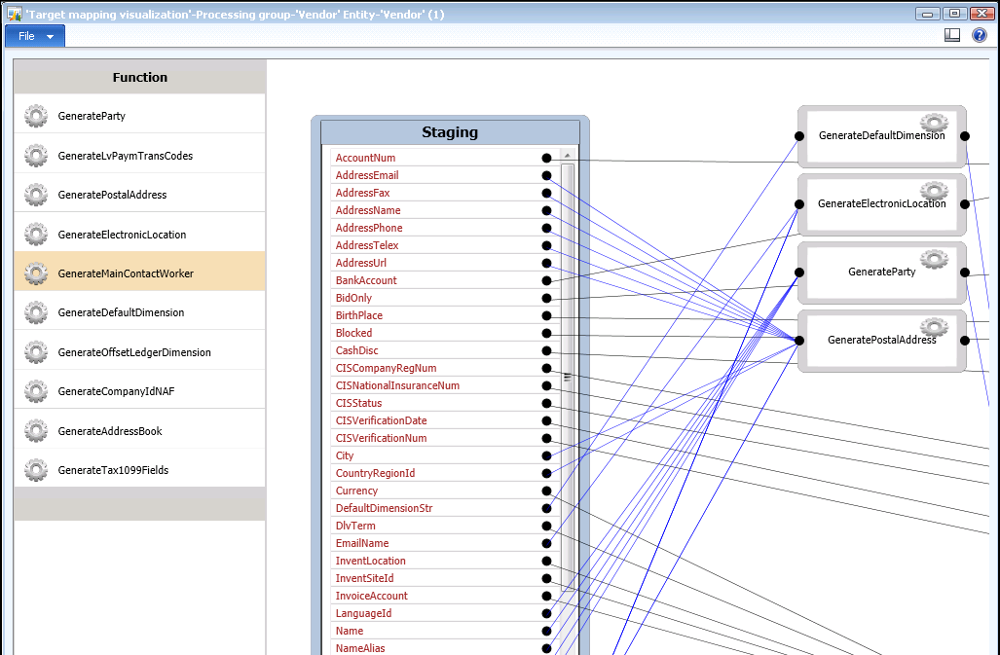 'Target mapping visualization'-Processing group-'Vendor' Entity-'Vendor' (1)
File
Function
GenerateParty
GenerateLvPaymTransCodes
GeneratePostalAddress
GenerateElectronicLocation
GenerateMainContactWorker
GenerateDefaultDimension
GenerateOffsetLedgerDimension
GenerateCompanyIdNAF
GenerateAddressBook
GenerateTax1099Fields
Staging
AccountNum
AddressEmail
AddressFax
AddressName
AddressPhone
AddressTelex
AddressUrl
BankAccount
BidOnly
BirthPlace
Blocked
CashDisc
CISCompanyRegNum
CISNationalInsuranceNum
CISStatus
CISVerificationDate
CISVerificationNum
City
CountryRegionId
Currency
DefaultDimensionStr
DlvTerm
EmailName
InventLocation
InventSiteId
InvoiceAccount
LanguageId
Name
NameAlias
GenerateDefaultDimension
GenerateElectronicLocation
GenerateParty
GeneratePostalAddress